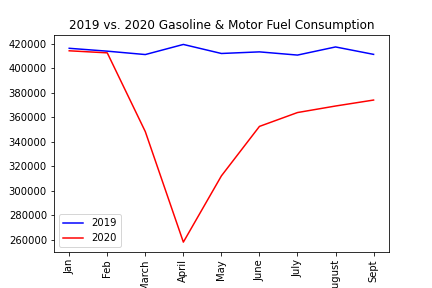 2019 vs. 2020 Gasoline & Motor Fuel Consumption
420000
400000
380000
360000
340000
320000
300000
280000
260000
2019
2020
Jan
Feb
March
April
May
June
July
August
Sept